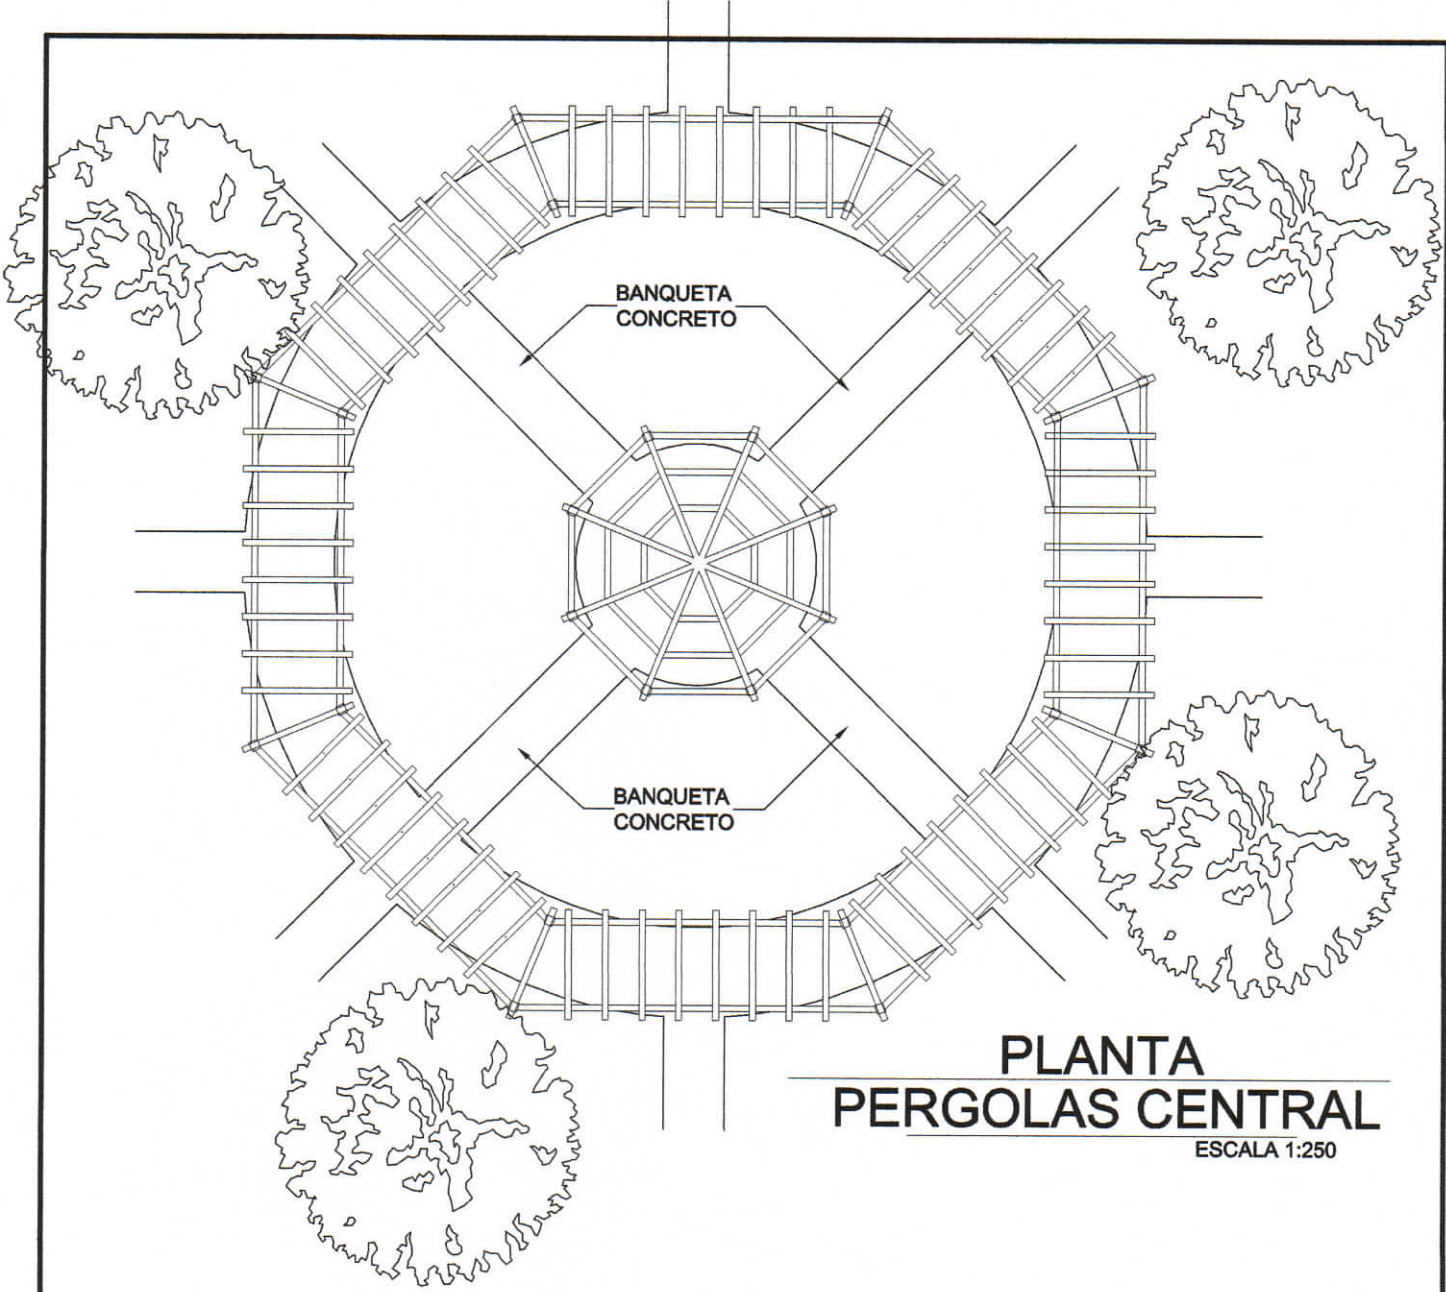 BANQUETA
CONCRETO
BANQUETA
CONCRETO
PLANTA
PERGOLAS CENTRAL
ESCALA 1:250